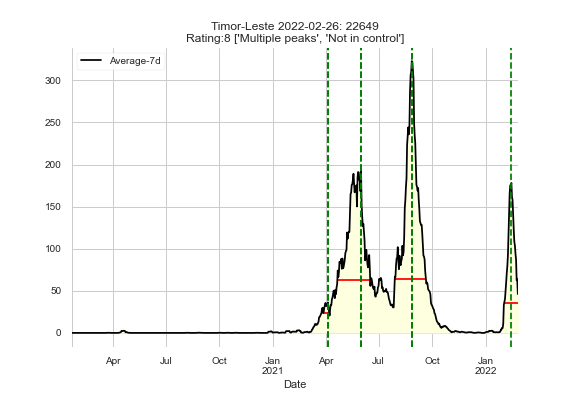 Timor-Leste 2022-02-26: 22649
Rating:8 ['Multiple peaks', 'Not in control']
Average-7d
300
250
200
150
100
50
0
Apr
Jul
Oct
Jan
2021
Apr
Jul
Oct
Jan
2022
Date